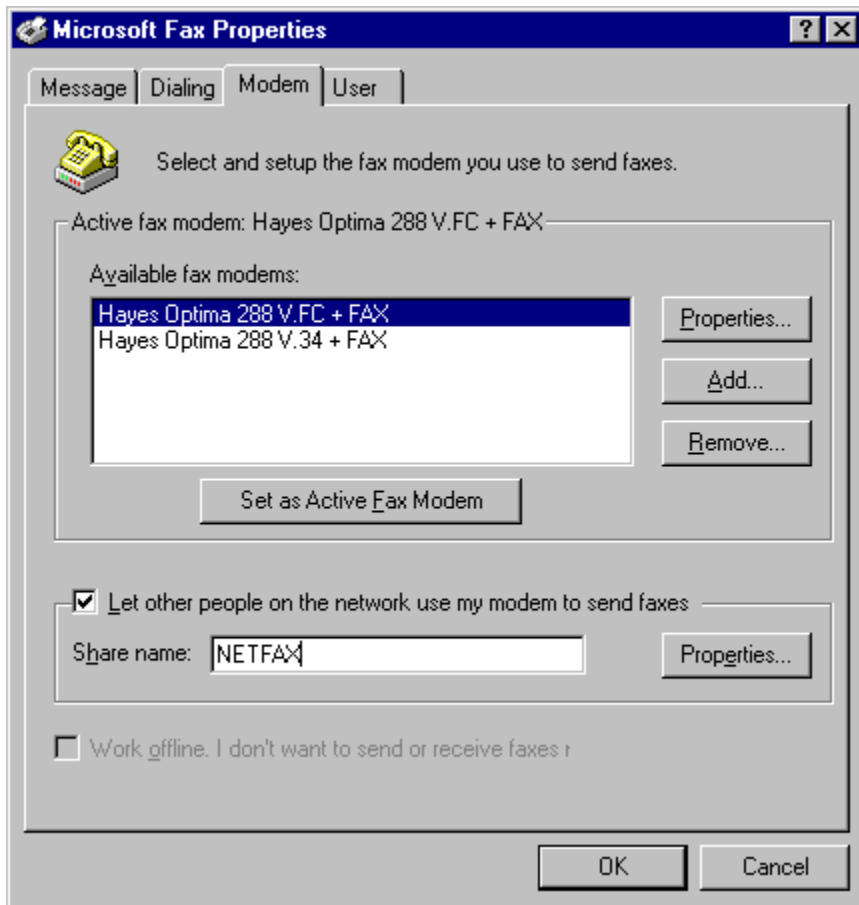 Microsoft Fax Properties
Message Dialing Modem User
Select and setup the fax modem you use to send faxes.
Active fax modem: Hayes Optima 288 V.FC + FAX
Available fax modems:
Hayes Optima 288 V.FC + FAX
Hayes Optima 288 V.34 + FAX
Properties...
Add...
Remove...
Set as Active Fax Modem
Let other people on the network use my modem to send faxes
Share name: NETFAX Properties...
Work offline. I don't want to send or receive faxes
OK Cancel